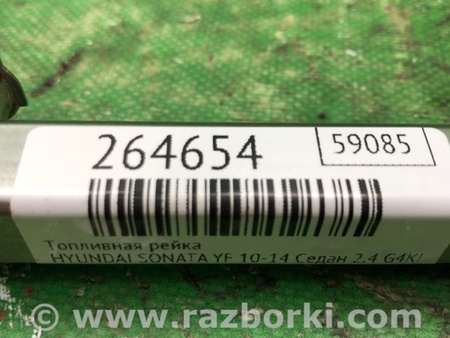 264654
59085
Топливная рейка
HYUNDAI SONATA YF 10-14 Седан 2.4 G4KJ
© www.razborki.com